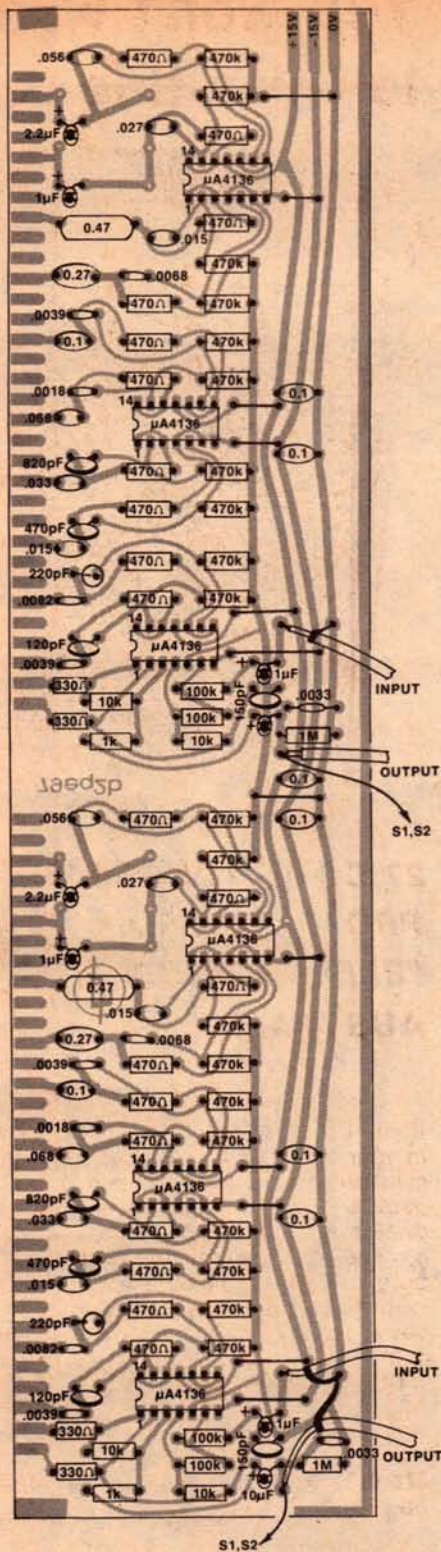 +15V -15V 0V
.056 470Ω 470k
470k
2.2µF + .027 470Ω
14
1µF + µA4136
1
0.47 470Ω
.015
470k
0.27 .0068
470Ω 470k
.0039
0.1 470Ω 470k
.0018 470Ω 470k 0.1
.068 14
µA4136
0.1
820pF 1
.033 470Ω 470k
470pF 470Ω 470k
.015
220pF 470Ω 470k
.0082 470Ω 470k
14
120pF µA4136
.0039 1
+ 1µF INPUT
330Ω 100k .0033
10k 150pF
330Ω 100k +
1k 10k 1M
OUTPUT
79eq2b 0.1
S1,S2
.056 470Ω 470k 0.1
470k
2.2µF + .027 470Ω
14
1µF + µA4136
1
0.47 470Ω
.015
470k
0.27 .0068
470Ω 470k
.0039
0.1 470Ω 470k
.0018 470Ω 470k 0.1
.068 14
µA4136
820pF 1 0.1
.033 470Ω 470k
470pF 470Ω 470k
.015
220pF 470Ω 470k
.0082 470Ω 470k
14 INPUT
120pF µA4136
.0039 1 + 1µF
330Ω 100k
10k 150pF .0033 OUTPUT
330Ω 100k 1M
1k 10k 10µF +
S1,S2